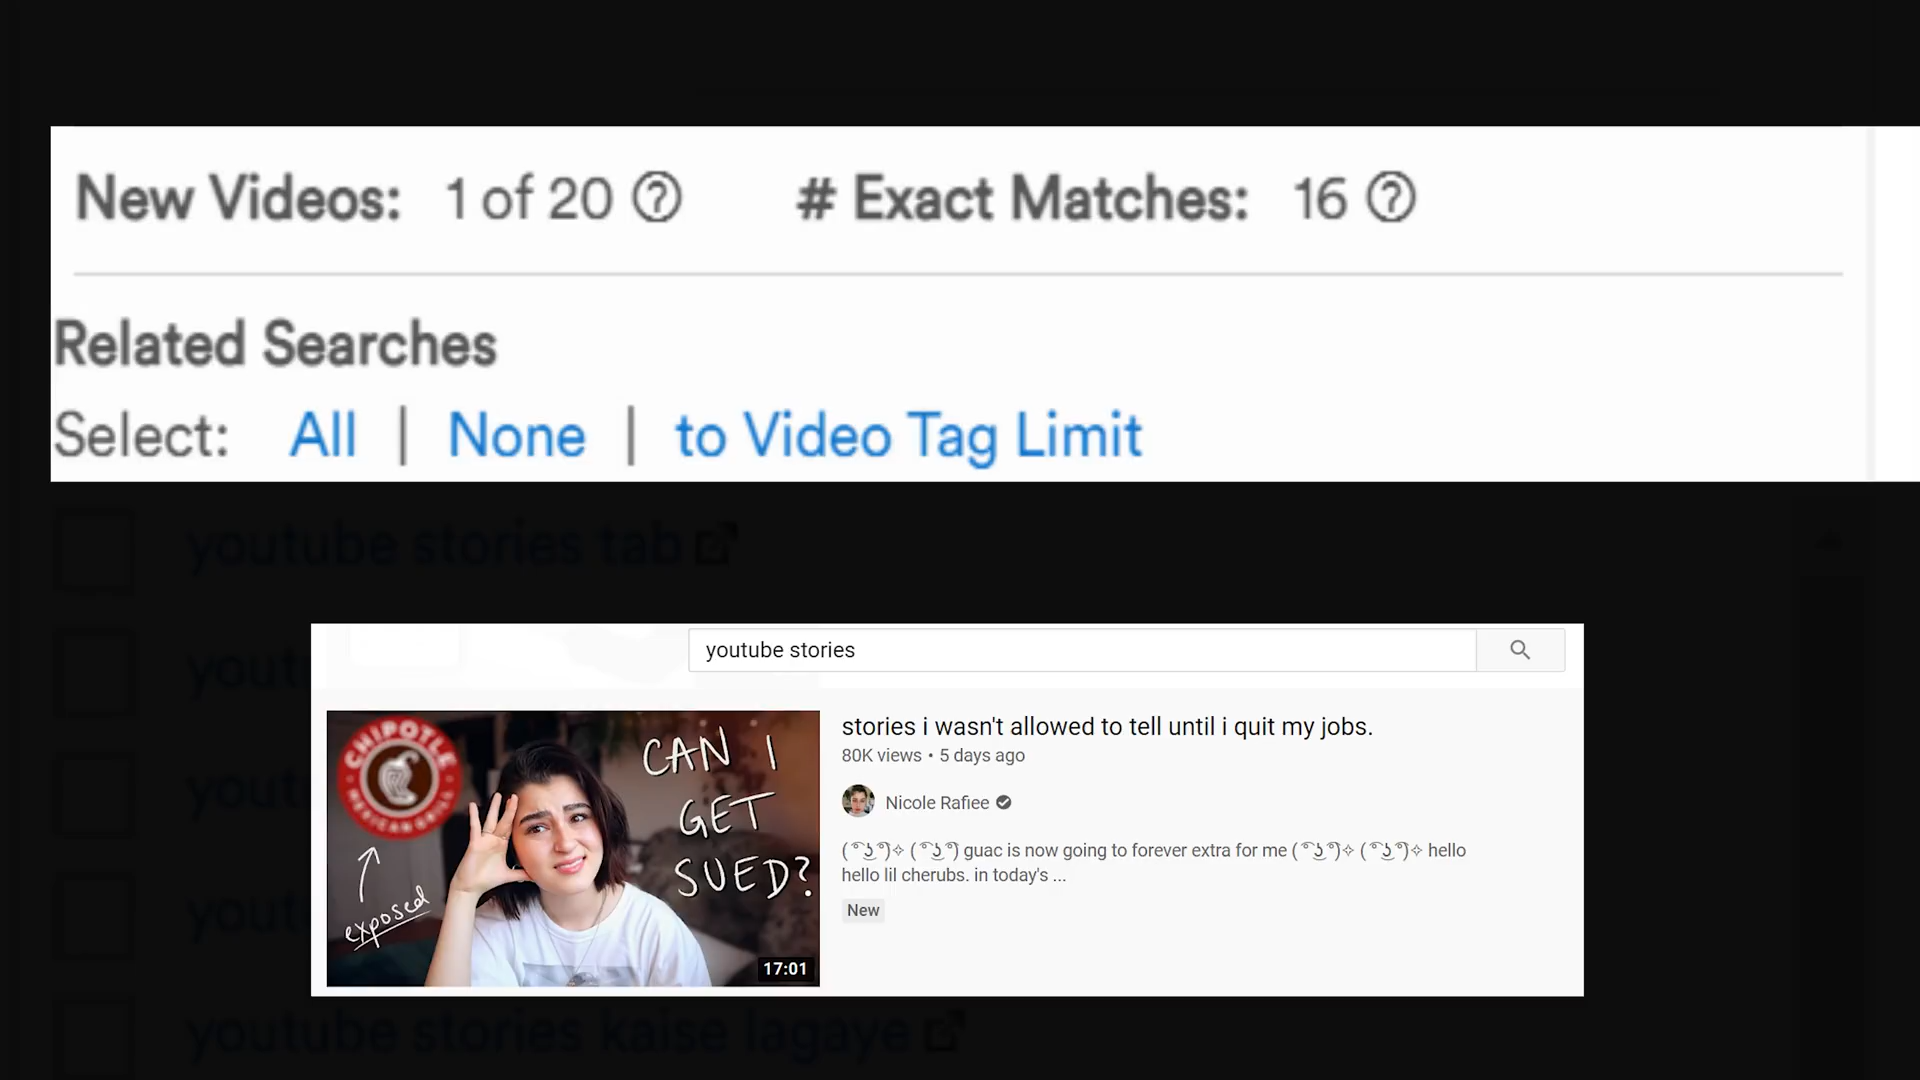 New Videos: 1 of 20 ? # Exact Matches: 16 ?
Related Searches
Select: All | None | to Video Tag Limit
youtube stories tab
yout
yout
yout
youtube stories kaise lagaye
youtube stories
CHIPOTLE
MEXICAN GRILL
exposed
CAN I
GET
SUED?
17:01
stories i wasn't allowed to tell until i quit my jobs.
80K views • 5 days ago
Nicole Rafiee
( ͡° ͜ʖ ͡°)✧ ( ͡° ͜ʖ ͡°) guac is now going to forever extra for me ( ͡° ͜ʖ ͡°)✧ ( ͡° ͜ʖ ͡°)✧ hello
hello lil cherubs. in today's ...
New